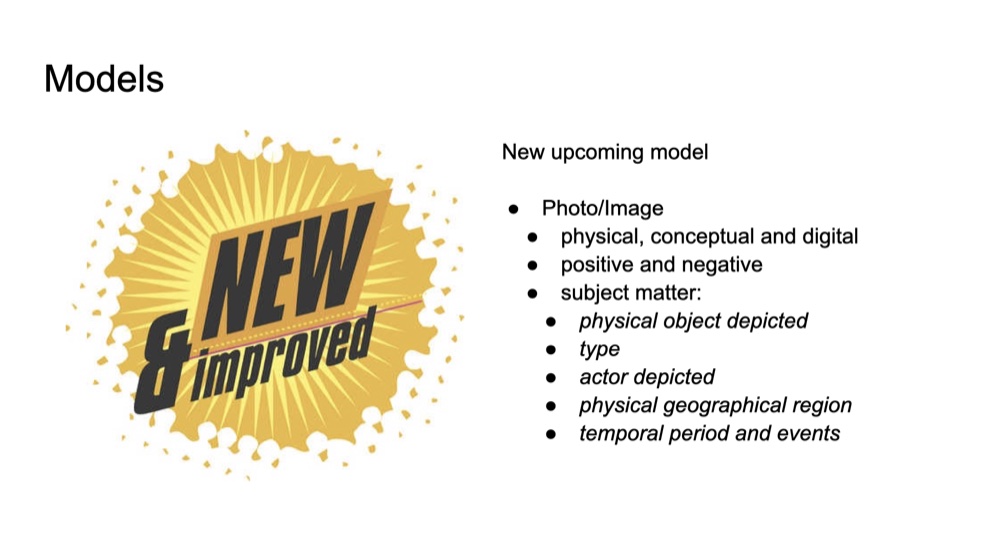 Models
NEW
& improved
New upcoming model
● Photo/Image
● physical, conceptual and digital
● positive and negative
● subject matter:
● physical object depicted
● type
● actor depicted
● physical geographical region
● temporal period and events